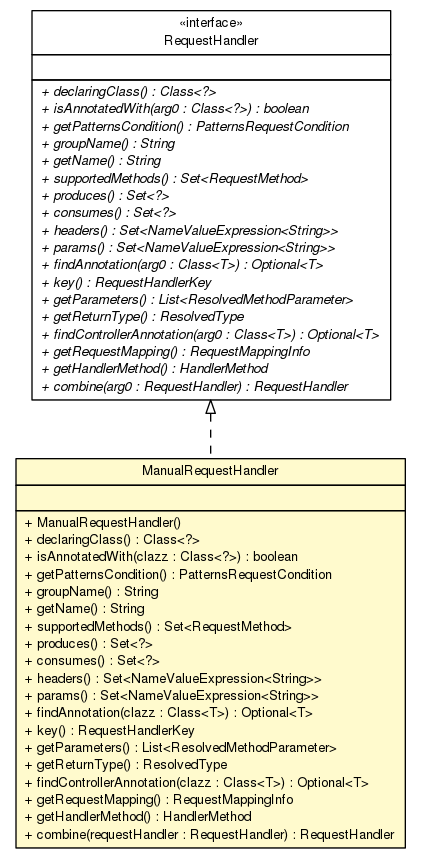 «interface»
RequestHandler
+ declaringClass() : Class<?>
+ isAnnotatedWith(arg0 : Class<?>) : boolean
+ getPatternsCondition() : PatternsRequestCondition
+ groupName() : String
+ getName() : String
+ supportedMethods() : Set<RequestMethod>
+ produces() : Set<?>
+ consumes() : Set<?>
+ headers() : Set<NameValueExpression<String>>
+ params() : Set<NameValueExpression<String>>
+ findAnnotation(arg0 : Class<T>) : Optional<T>
+ key() : RequestHandlerKey
+ getParameters() : List<ResolvedMethodParameter>
+ getReturnType() : ResolvedType
+ findControllerAnnotation(arg0 : Class<T>) : Optional<T>
+ getRequestMapping() : RequestMappingInfo
+ getHandlerMethod() : HandlerMethod
+ combine(arg0 : RequestHandler) : RequestHandler
ManualRequestHandler
+ ManualRequestHandler()
+ declaringClass() : Class<?>
+ isAnnotatedWith(clazz : Class<?>) : boolean
+ getPatternsCondition() : PatternsRequestCondition
+ groupName() : String
+ getName() : String
+ supportedMethods() : Set<RequestMethod>
+ produces() : Set<?>
+ consumes() : Set<?>
+ headers() : Set<NameValueExpression<String>>
+ params() : Set<NameValueExpression<String>>
+ findAnnotation(clazz : Class<T>) : Optional<T>
+ key() : RequestHandlerKey
+ getParameters() : List<ResolvedMethodParameter>
+ getReturnType() : ResolvedType
+ findControllerAnnotation(clazz : Class<T>) : Optional<T>
+ getRequestMapping() : RequestMappingInfo
+ getHandlerMethod() : HandlerMethod
+ combine(requestHandler : RequestHandler) : RequestHandler